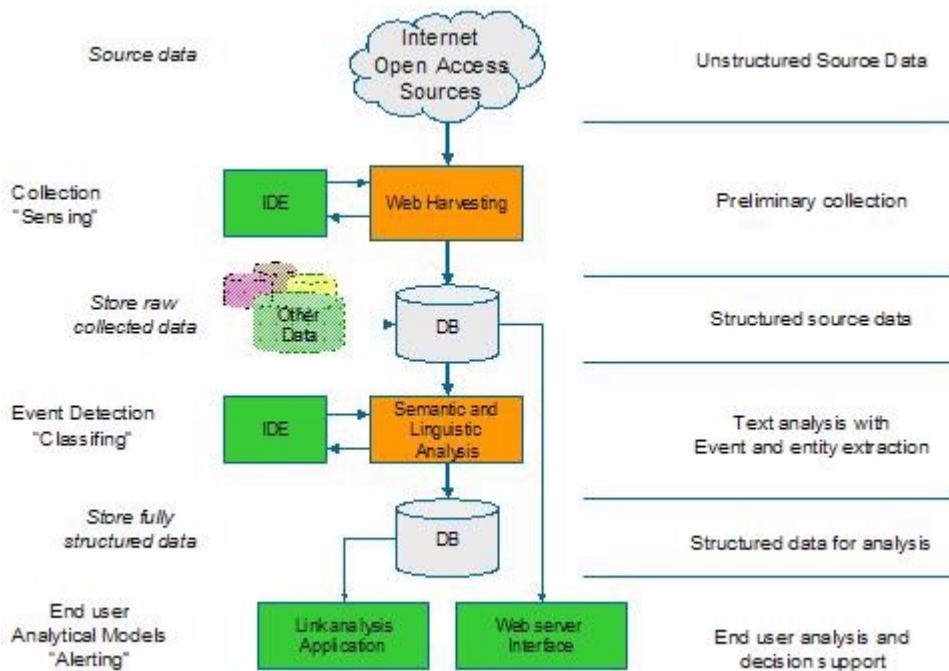 Source data
Internet
Open Access
Sources
Unstructured Source Data
Collection
"Sensing"
IDE
Web Harvesting
Preliminary collection
Store raw
collected data
Other
Data
DB
Structured source data
Event Detection
"Classifing"
IDE
Semantic and
Linguistic
Analysis
Text analysis with
Event and entity extraction
Store fully
structured data
DB
Structured data for analysis
End user
Analytical Models
"Alerting"
Link analysis
Application
Web server
Interface
End user analysis and
decision support